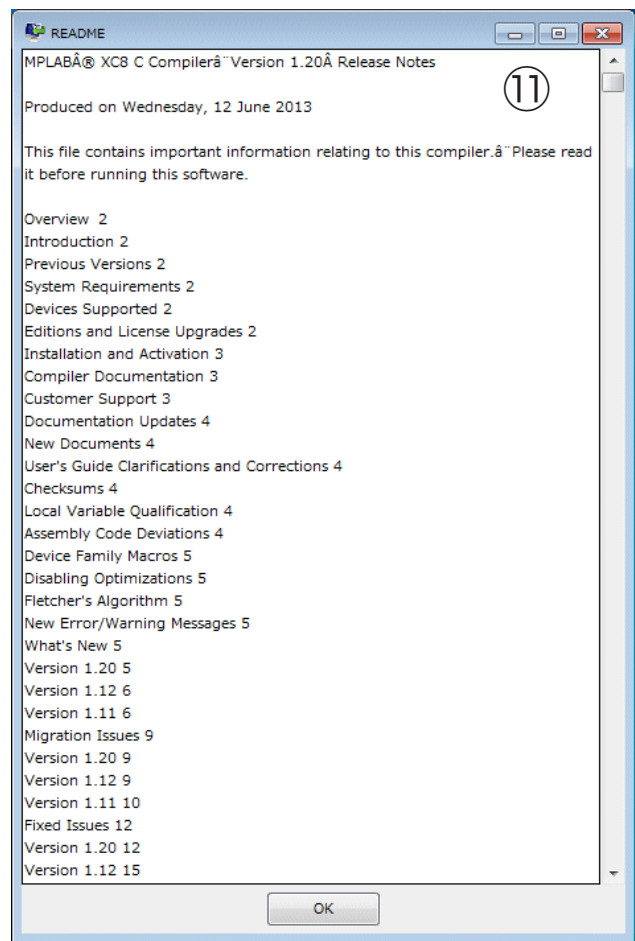 README
MPLABÂ® XC8 C Compilerâ¨Version 1.20Â Release Notes
⑪
Produced on Wednesday, 12 June 2013
This file contains important information relating to this compiler.â¨Please read
it before running this software.
Overview  2
Introduction 2
Previous Versions 2
System Requirements 2
Devices Supported 2
Editions and License Upgrades 2
Installation and Activation 3
Compiler Documentation 3
Customer Support 3
Documentation Updates 4
New Documents 4
User's Guide Clarifications and Corrections 4
Checksums 4
Local Variable Qualification 4
Assembly Code Deviations 4
Device Family Macros 5
Disabling Optimizations 5
Fletcher's Algorithm 5
New Error/Warning Messages 5
What's New 5
Version 1.20 5
Version 1.12 6
Version 1.11 6
Migration Issues 9
Version 1.20 9
Version 1.12 9
Version 1.11 10
Fixed Issues 12
Version 1.20 12
Version 1.12 15
OK